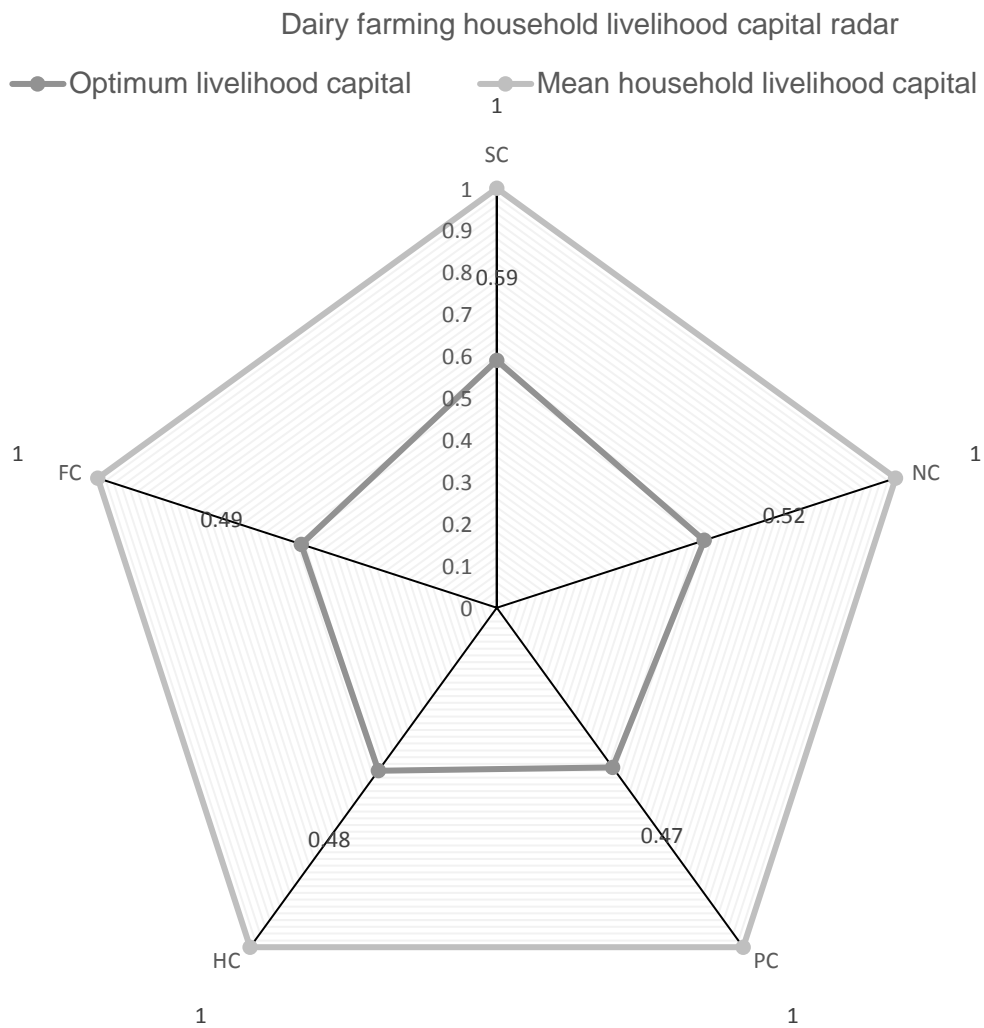 Dairy farming household livelihood capital radar
Optimum livelihood capital Mean household livelihood capital
1
SC
1
0.9
0.8 0.59
0.7
0.6
0.5
1 0.4 1
FC NC
0.3
0.49 0.52
0.2
0.1
0
0.48 0.47
HC PC
1 1